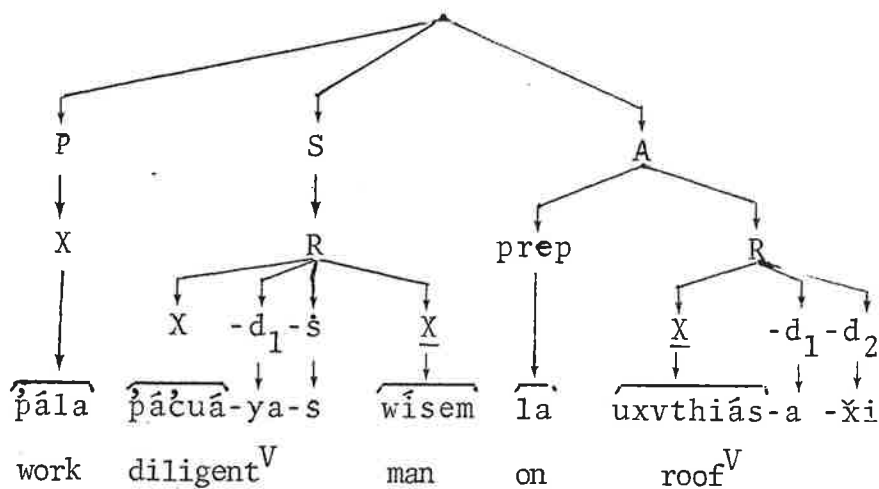 P S A
X R prep R
X -d₁-ṡ X X -d₁-d₂
p̓ála p̓ác̓uá-ya-s wísem la uxvthiás-a -x̌i
work diligentⱽ man on roofⱽ